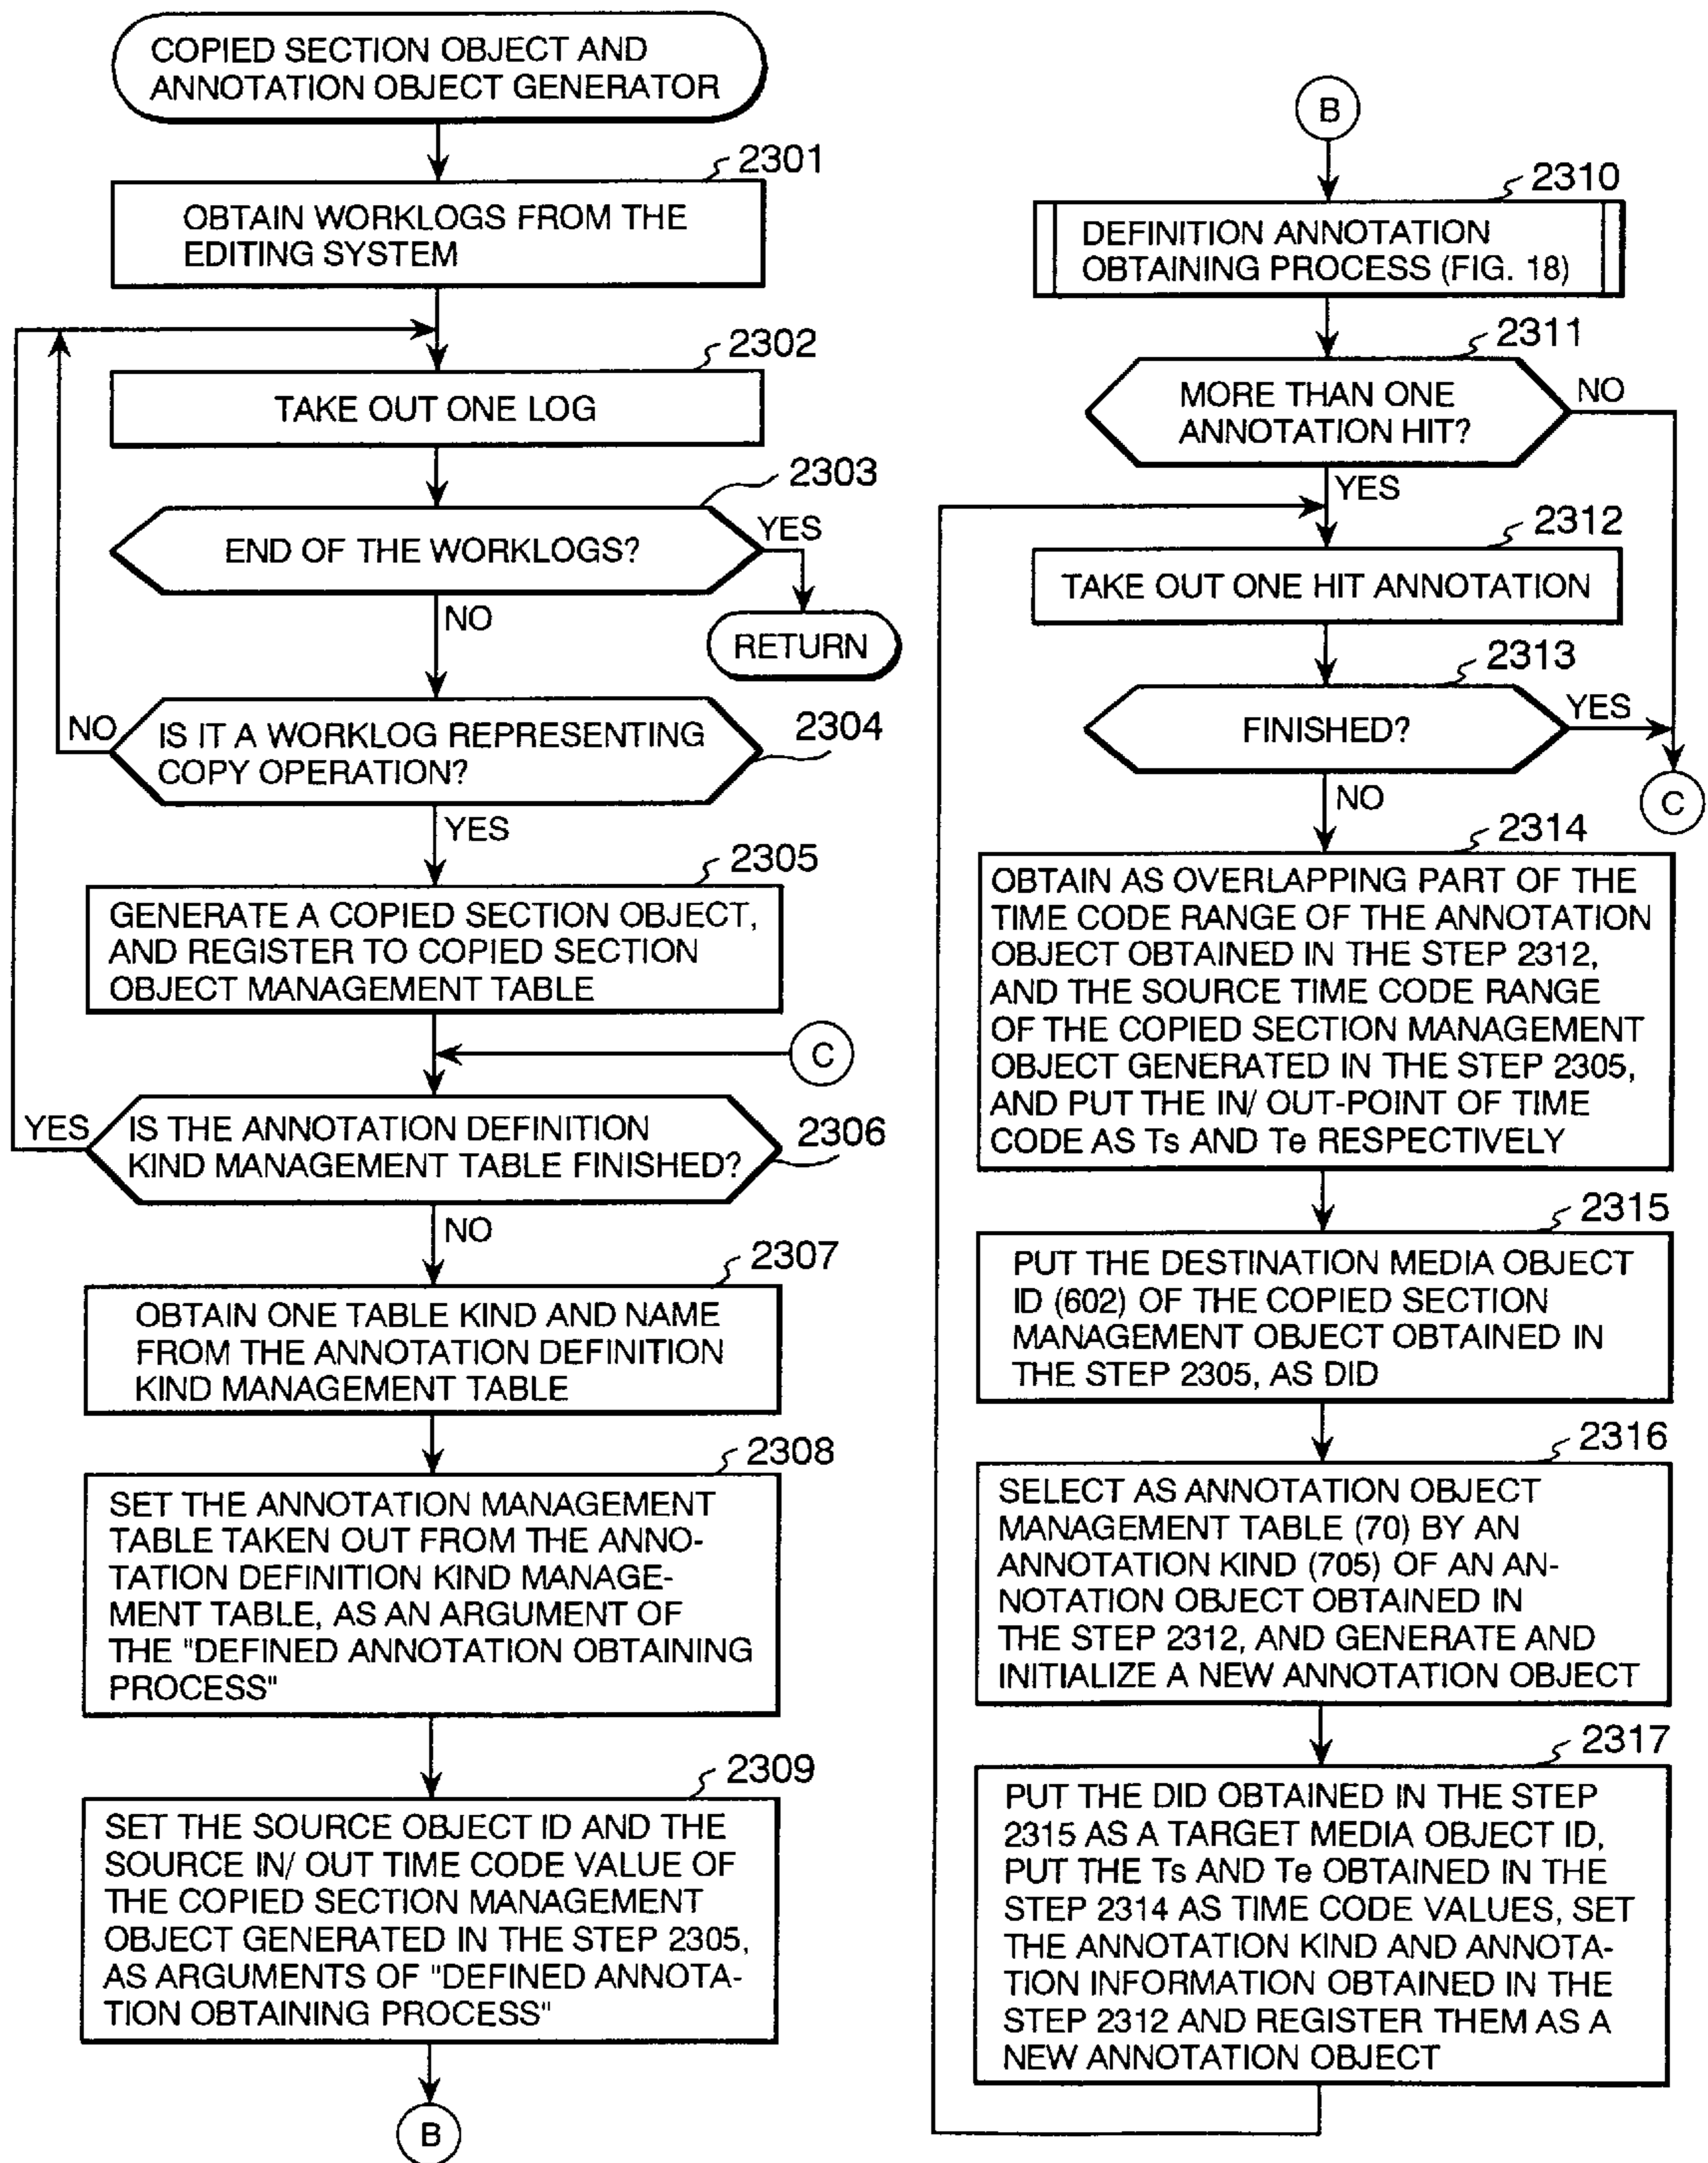 COPIED SECTION OBJECT AND
ANNOTATION OBJECT GENERATOR
2301
OBTAIN WORKLOGS FROM THE
EDITING SYSTEM
2302
TAKE OUT ONE LOG
2303
END OF THE WORKLOGS?
YES
RETURN
NO
2304
IS IT A WORKLOG REPRESENTING
COPY OPERATION?
NO
YES
2305
GENERATE A COPIED SECTION OBJECT,
AND REGISTER TO COPIED SECTION
OBJECT MANAGEMENT TABLE
C
2306
IS THE ANNOTATION DEFINITION
KIND MANAGEMENT TABLE FINISHED?
YES
NO
2307
OBTAIN ONE TABLE KIND AND NAME
FROM THE ANNOTATION DEFINITION
KIND MANAGEMENT TABLE
2308
SET THE ANNOTATION MANAGEMENT
TABLE TAKEN OUT FROM THE ANNO-
TATION DEFINITION KIND MANAGE-
MENT TABLE, AS AN ARGUMENT OF
THE "DEFINED ANNOTATION OBTAINING
PROCESS"
2309
SET THE SOURCE OBJECT ID AND THE
SOURCE IN/ OUT TIME CODE VALUE OF
THE COPIED SECTION MANAGEMENT
OBJECT GENERATED IN THE STEP 2305,
AS ARGUMENTS OF "DEFINED ANNOTA-
TION OBTAINING PROCESS"
B
B
2310
DEFINITION ANNOTATION
OBTAINING PROCESS (FIG. 18)
2311
MORE THAN ONE
ANNOTATION HIT?
NO
YES
2312
TAKE OUT ONE HIT ANNOTATION
2313
FINISHED?
YES
C
NO
2314
OBTAIN AS OVERLAPPING PART OF THE
TIME CODE RANGE OF THE ANNOTATION
OBJECT OBTAINED IN THE STEP 2312,
AND THE SOURCE TIME CODE RANGE
OF THE COPIED SECTION MANAGEMENT
OBJECT GENERATED IN THE STEP 2305,
AND PUT THE IN/ OUT-POINT OF TIME
CODE AS Ts AND Te RESPECTIVELY
2315
PUT THE DESTINATION MEDIA OBJECT
ID (602) OF THE COPIED SECTION
MANAGEMENT OBJECT OBTAINED IN
THE STEP 2305, AS DID
2316
SELECT AS ANNOTATION OBJECT
MANAGEMENT TABLE (70) BY AN
ANNOTATION KIND (705) OF AN AN-
NOTATION OBJECT OBTAINED IN
THE STEP 2312, AND GENERATE AND
INITIALIZE A NEW ANNOTATION OBJECT
2317
PUT THE DID OBTAINED IN THE STEP
2315 AS A TARGET MEDIA OBJECT ID,
PUT THE Ts AND Te OBTAINED IN THE
STEP 2314 AS TIME CODE VALUES, SET
THE ANNOTATION KIND AND ANNOTA-
TION INFORMATION OBTAINED IN THE
STEP 2312 AND REGISTER THEM AS A
NEW ANNOTATION OBJECT